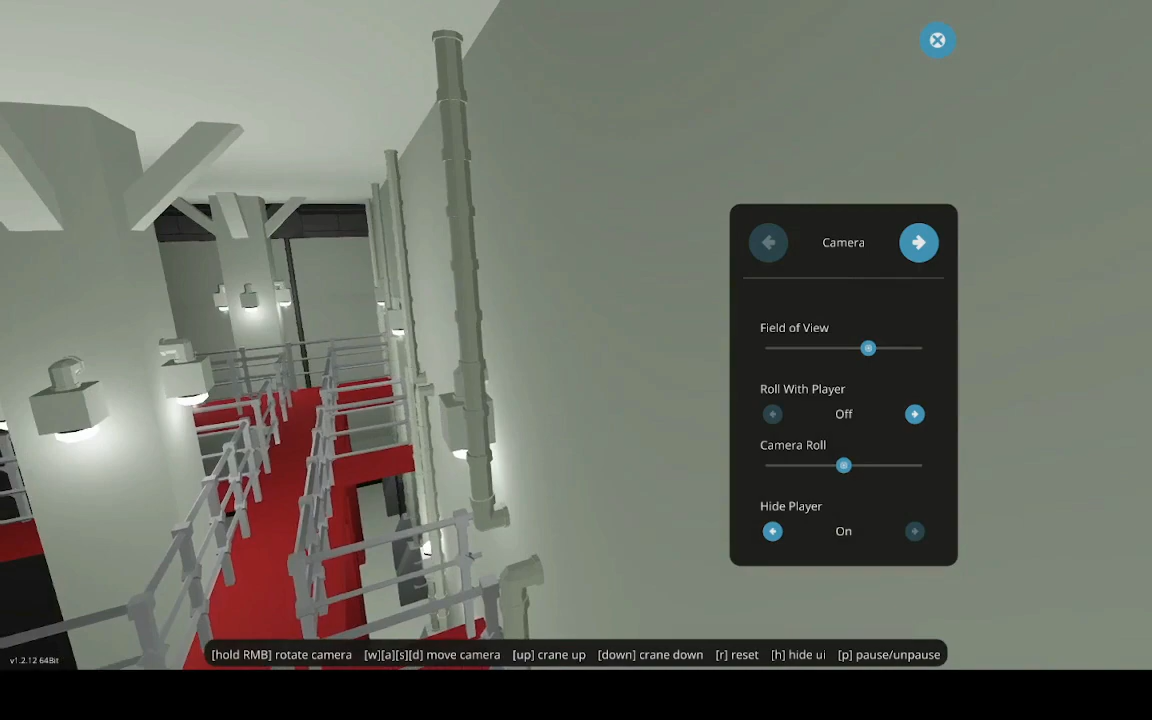 Camera
Field of View
Roll With Player
Off
Camera Roll
Hide Player
On
[hold RMB] rotate camera [w][a][s][d] move camera [up] crane up [down] crane down [r] reset [h] hide ui [p] pause/unpause
v1.2.12 64Bit